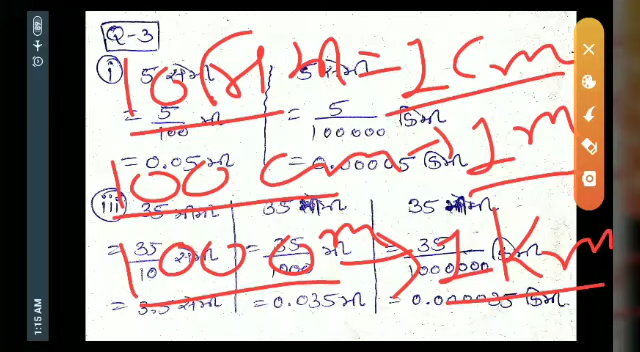 Q-3
(i) 5 સેમી 5 સેમી
= 5/100 મી = 5/100000 કિમી
= 0.05 મી = 0.00005 કિમી
(iii) 35 મીમી 35 મીમી 35 મીમી
= 35/10 સેમી = 35/1000 મી = 35/1000000 કિમી
= 3.5 સેમી = 0.035 મી = 0.000035 કિમી
10 મિ મ = 1 cm
100 cm = 1 m
1000 m = 1 km
1:15 AM